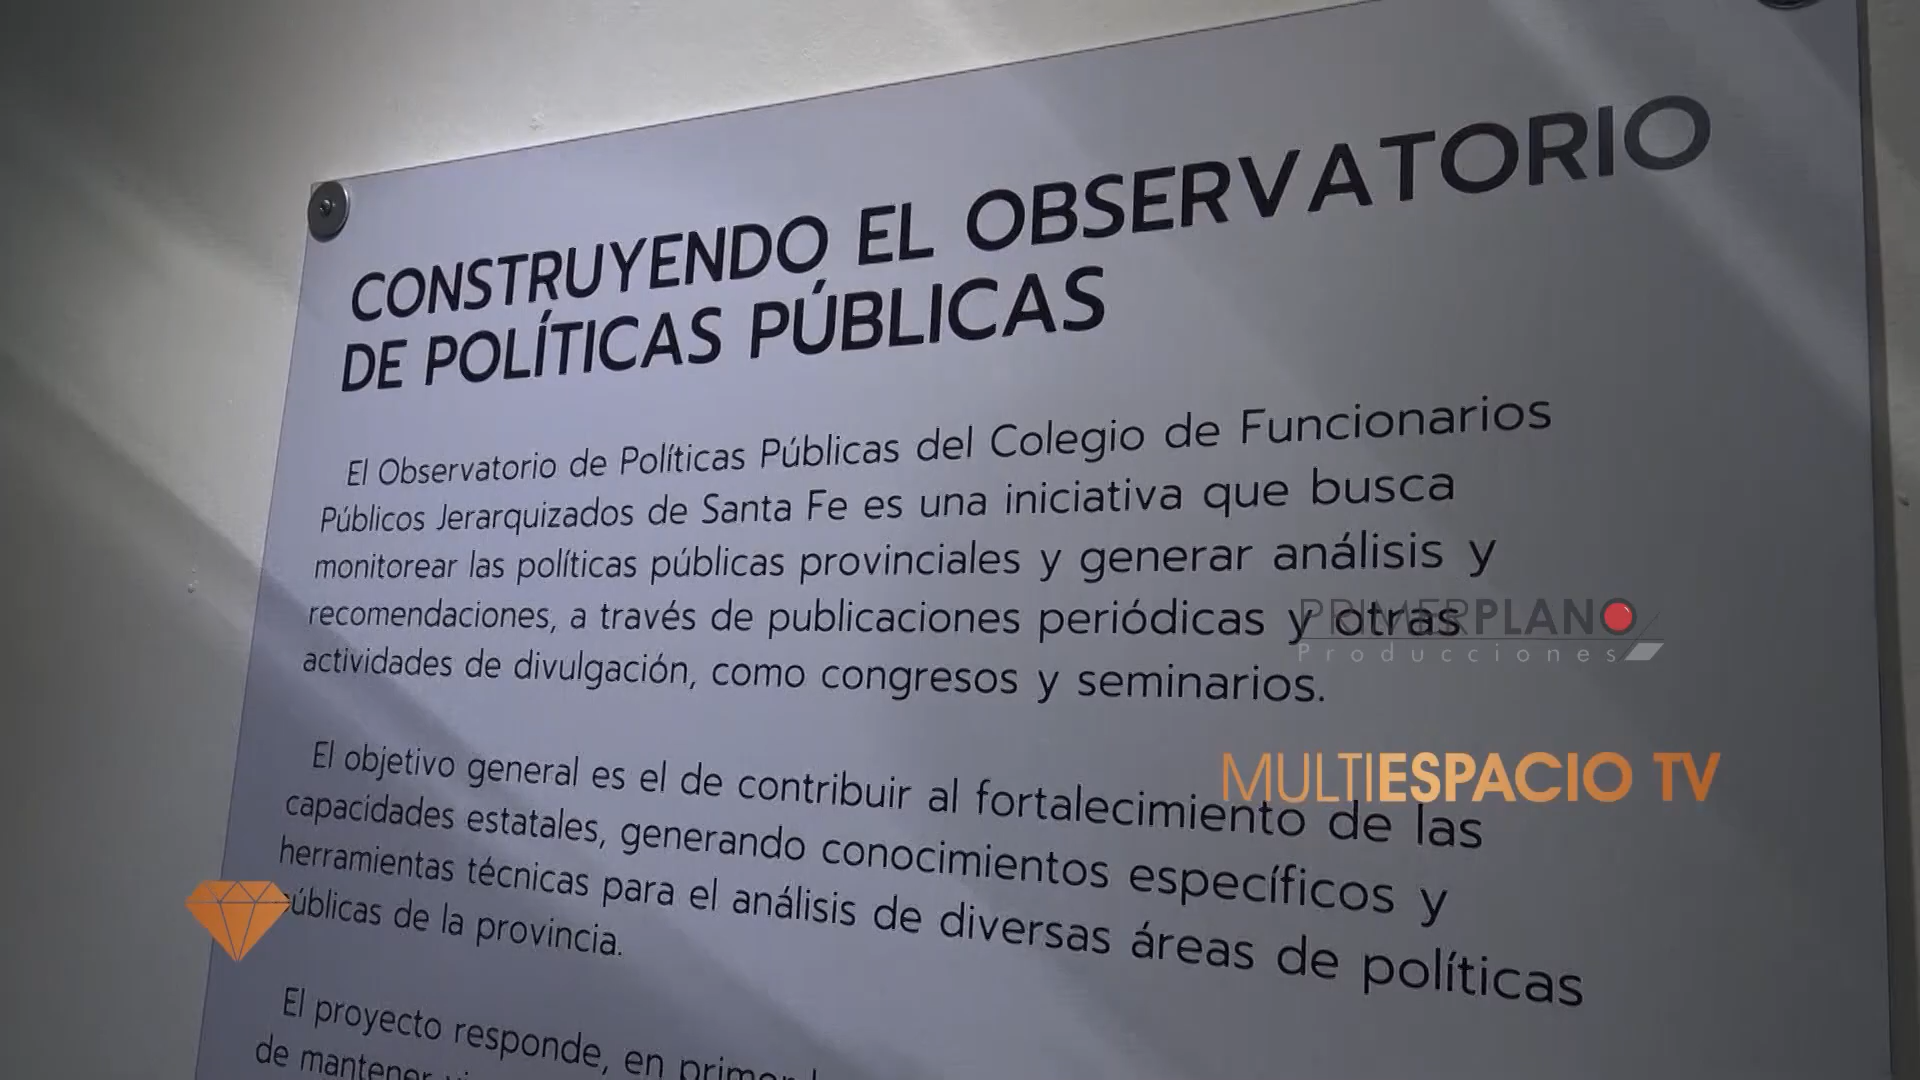 CONSTRUYENDO EL OBSERVATORIO
DE POLÍTICAS PÚBLICAS
El Observatorio de Políticas Públicas del Colegio de Funcionarios
Públicos Jerarquizados de Santa Fe es una iniciativa que busca
monitorear las políticas públicas provinciales y generar análisis y
recomendaciones, a través de publicaciones periódicas y otras
actividades de divulgación, como congresos y seminarios.
PRIMERPLANO
Producciones
El objetivo general es el de contribuir al fortalecimiento de las
capacidades estatales, generando conocimientos específicos y
herramientas técnicas para el análisis de diversas áreas de políticas
públicas de la provincia.
MULTIESPACIO TV
El proyecto responde, en
de mantener